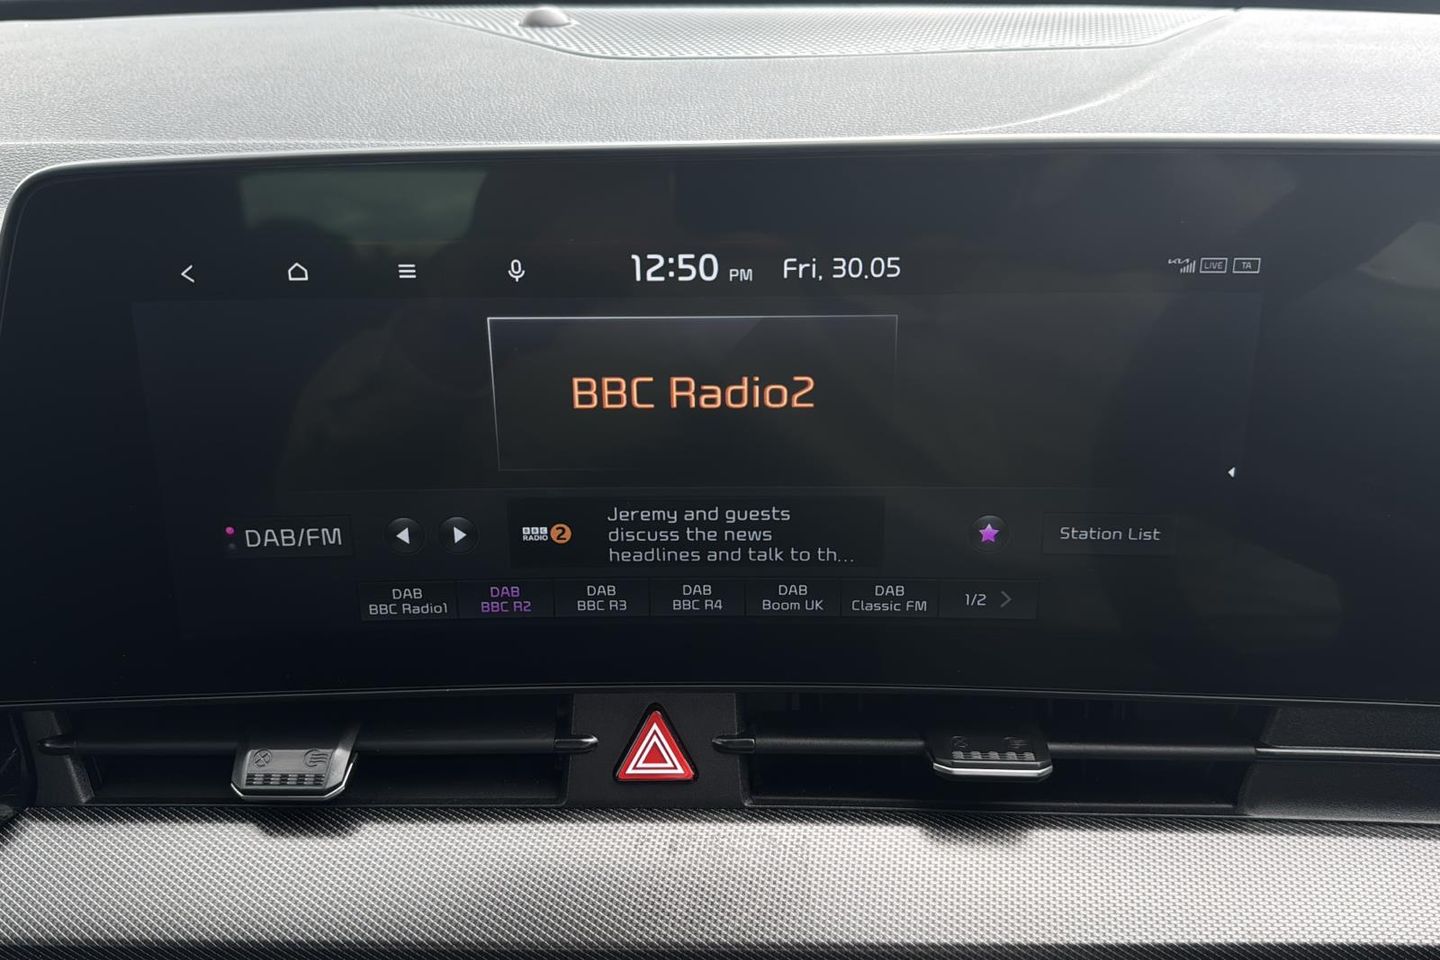 12:50 PM Fri, 30.05
KIA LIVE TA
BBC Radio2
DAB/FM
BBC RADIO 2
Jeremy and guests
discuss the news
headlines and talk to th...
Station List
DAB
BBC Radio1
DAB
BBC R2
DAB
BBC R3
DAB
BBC R4
DAB
Boom UK
DAB
Classic FM
1/2